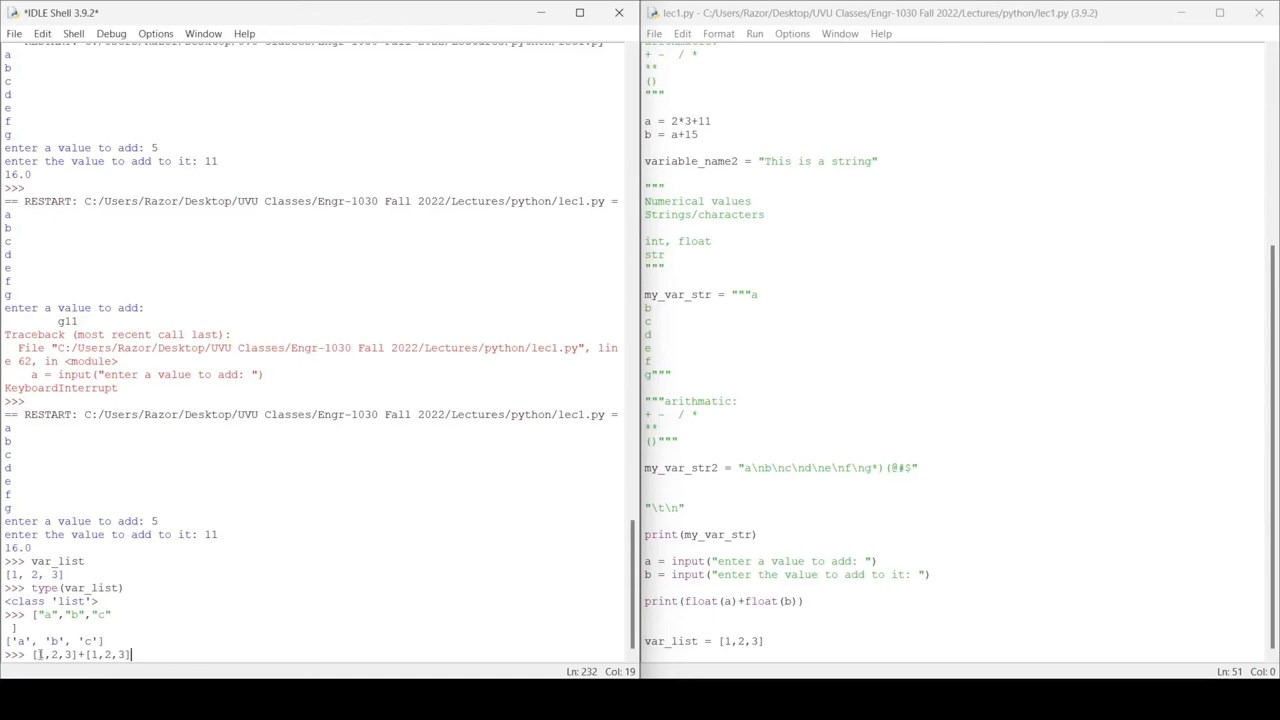 *IDLE Shell 3.9.2*
File Edit Shell Debug Options Window Help
a
b
c
d
e
f
g
enter a value to add: 5
enter the value to add to it: 11
16.0
>>>
== RESTART: C:/Users/Razor/Desktop/UVU Classes/Engr-1030 Fall 2022/Lectures/python/lec1.py =
a
b
c
d
e
f
g
enter a value to add:
g11
Traceback (most recent call last):
File "C:/Users/Razor/Desktop/UVU Classes/Engr-1030 Fall 2022/Lectures/python/lec1.py", lin
e 62, in <module>
a = input("enter a value to add: ")
KeyboardInterrupt
>>>
== RESTART: C:/Users/Razor/Desktop/UVU Classes/Engr-1030 Fall 2022/Lectures/python/lec1.py =
a
b
c
d
e
f
g
enter a value to add: 5
enter the value to add to it: 11
16.0
>>> var_list
[1, 2, 3]
>>> type(var_list)
<class 'list'>
>>> ["a","b","c"
]
['a', 'b', 'c']
>>> [1,2,3]+[1,2,3]
Ln: 232 Col: 19
lec1.py - C:/Users/Razor/Desktop/UVU Classes/Engr-1030 Fall 2022/Lectures/python/lec1.py (3.9.2)
File Edit Format Run Options Window Help
+ - / *
**
()
"""
a = 2*3+11
b = a+15
variable_name2 = "This is a string"
"""
Numerical values
Strings/characters
int, float
str
"""
my_var_str = """a
b
c
d
e
f
g"""
"""arithmatic:
+ - / *
**
()"""
my_var_str2 = "a\nb\nc\nd\ne\nf\ng*)(@#$"
"\t\n"
print(my_var_str)
a = input("enter a value to add: ")
b = input("enter the value to add to it: ")
print(float(a)+float(b))
var_list = [1,2,3]
Ln: 51 Col: 0